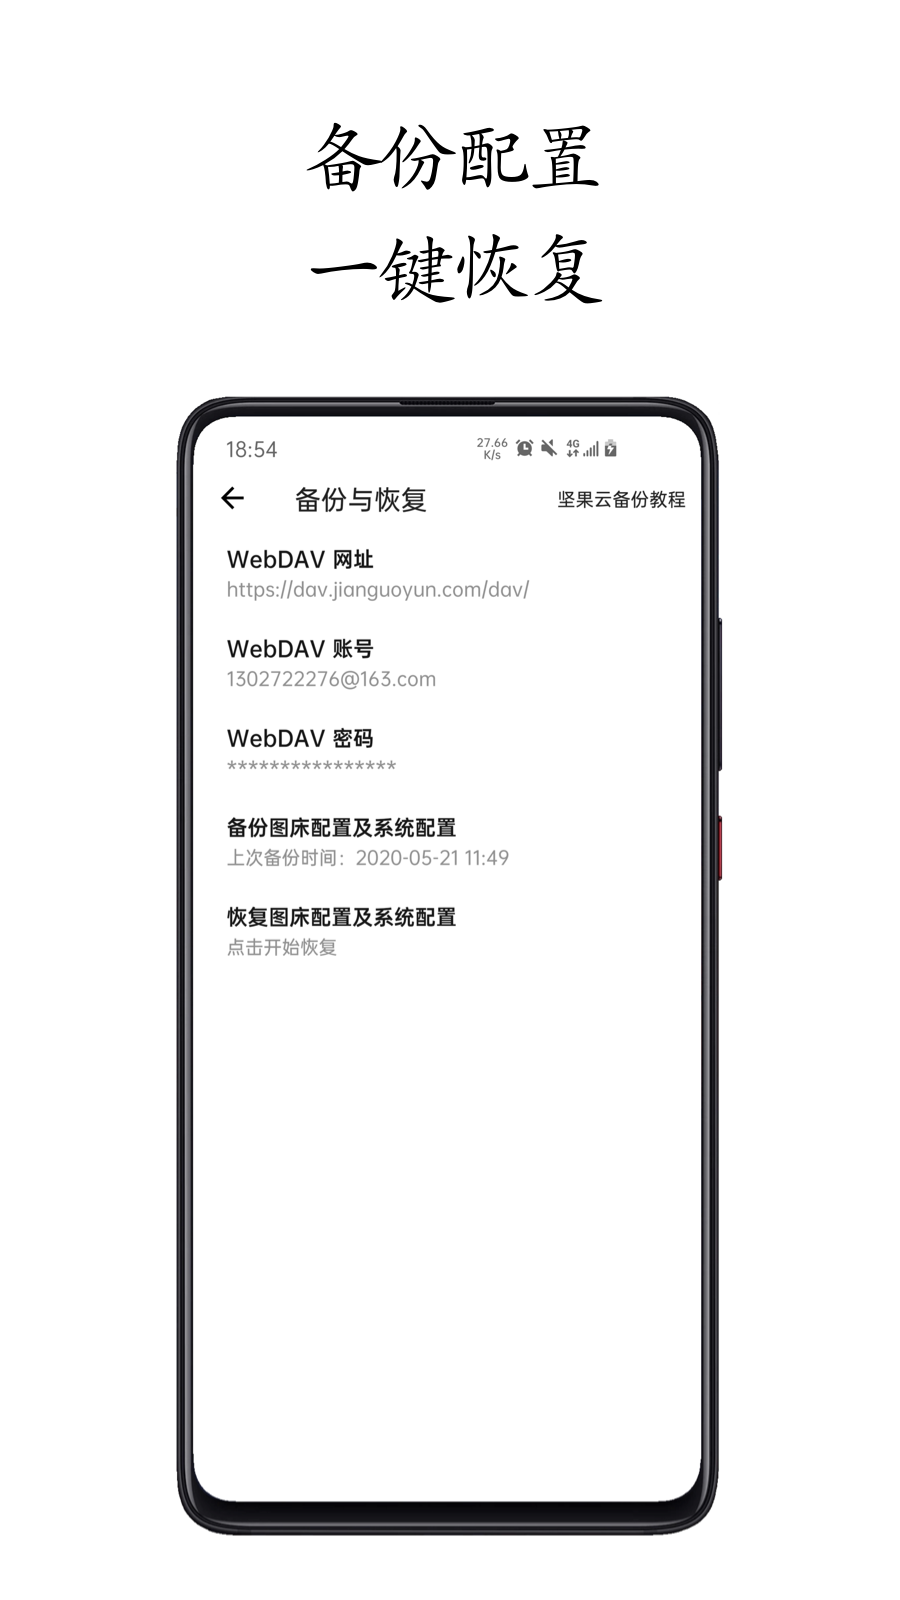 备份配置
一键恢复
18:54
27.66
K/s
4G
备份与恢复
坚果云备份教程
WebDAV 网址
https://dav.jianguoyun.com/dav/
WebDAV 账号
1302722276@163.com
WebDAV 密码
****************
备份图床配置及系统配置
上次备份时间：2020-05-21 11:49
恢复图床配置及系统配置
点击开始恢复